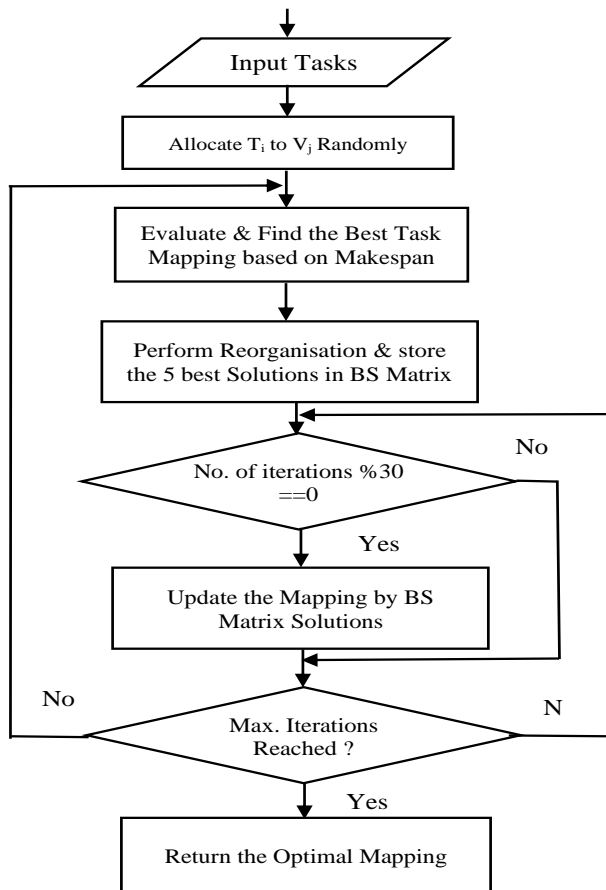 Input Tasks
Allocate Tᵢ to Vⱼ Randomly
Evaluate & Find the Best Task
Mapping based on Makespan
Perform Reorganisation & store
the 5 best Solutions in BS Matrix
No
No. of iterations %30
==0
Yes
Update the Mapping by BS
Matrix Solutions
No
N
Max. Iterations
Reached ?
Yes
Return the Optimal Mapping